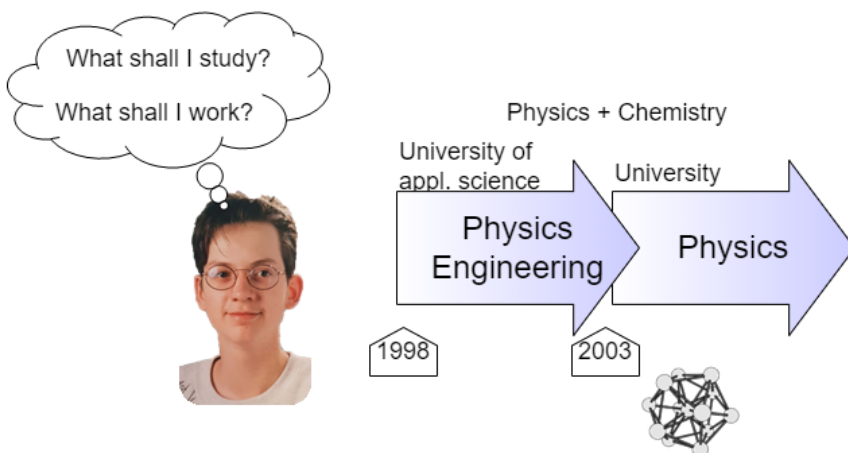 What shall I study?
What shall I work?
Physics + Chemistry
University of
appl. science
University
Physics
Engineering
Physics
1998
2003